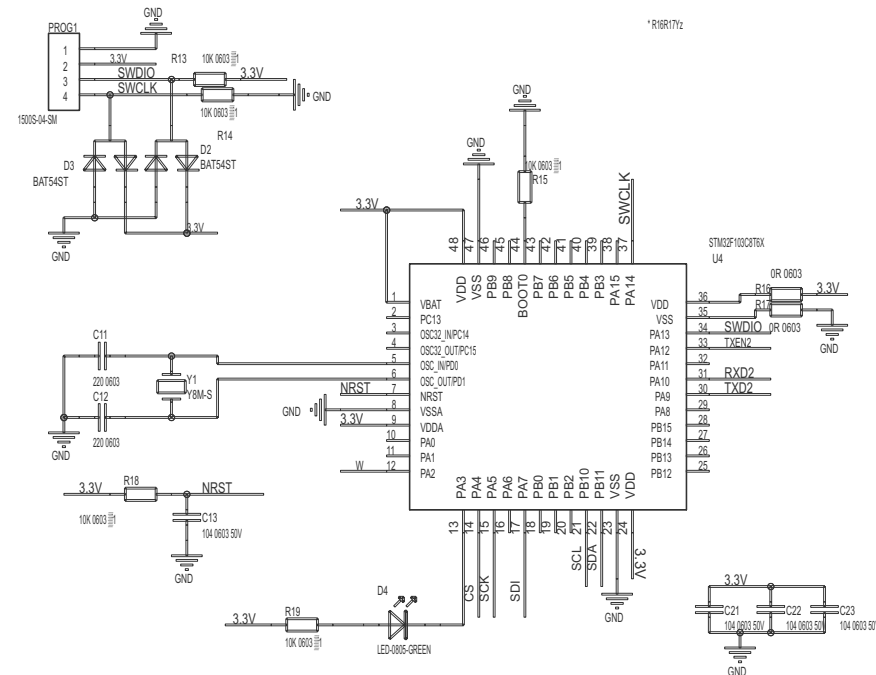 GND
PROG1
1
2
3
4
3.3V
SWDIO
SWCLK
1500S-04-SM
R13
10K 0603
1
3.3V
GND
10K 0603
1
R14
D3
BAT54ST
D2
BAT54ST
3.3V
GND
* R16R17Yz
GND
GND
10K 0603
1
R15
SWCLK
3.3V
48
47
46
45
44
43
42
41
40
39
38
37
VDD
VSS
PB9
PB8
BOOT0
PB7
PB6
PB5
PB4
PB3
PA15
PA14
STM32F103C8T6X
U4
1 VBAT
2 PC13
3 OSC32_IN/PC14
4 OSC32_OUT/PC15
5 OSC_IN/PD0
6 OSC_OUT/PD1
7 NRST
8 VSSA
9 VDDA
10 PA0
11 PA1
12 PA2
NRST
GND
3.3V
W
VDD 36
VSS 35
PA13 34
PA12 33
PA11 32
PA10 31
PA9 30
PA8 29
PB15 28
PB14 27
PB13 26
PB12 25
0R 0603
R16
3.3V
R17
0R 0603
GND
SWDIO
TXEN2
RXD2
TXD2
C11
220 0603
Y1
Y8M-S
C12
220 0603
GND
3.3V
R18
NRST
10K 0603
1
C13
104 0603 50V
GND
PA3
PA4
PA5
PA6
PA7
PB0
PB1
PB2
PB10
PB11
VSS
VDD
13
14
15
16
17
18
19
20
21
22
23
24
CS
SCK
SDI
SCL
SDA
GND
3.3V
3.3V
R19
10K 0603
1
D4
LED-0805-GREEN
3.3V
C21
104 0603 50V
C22
104 0603 50V
C23
104 0603 50V
GND